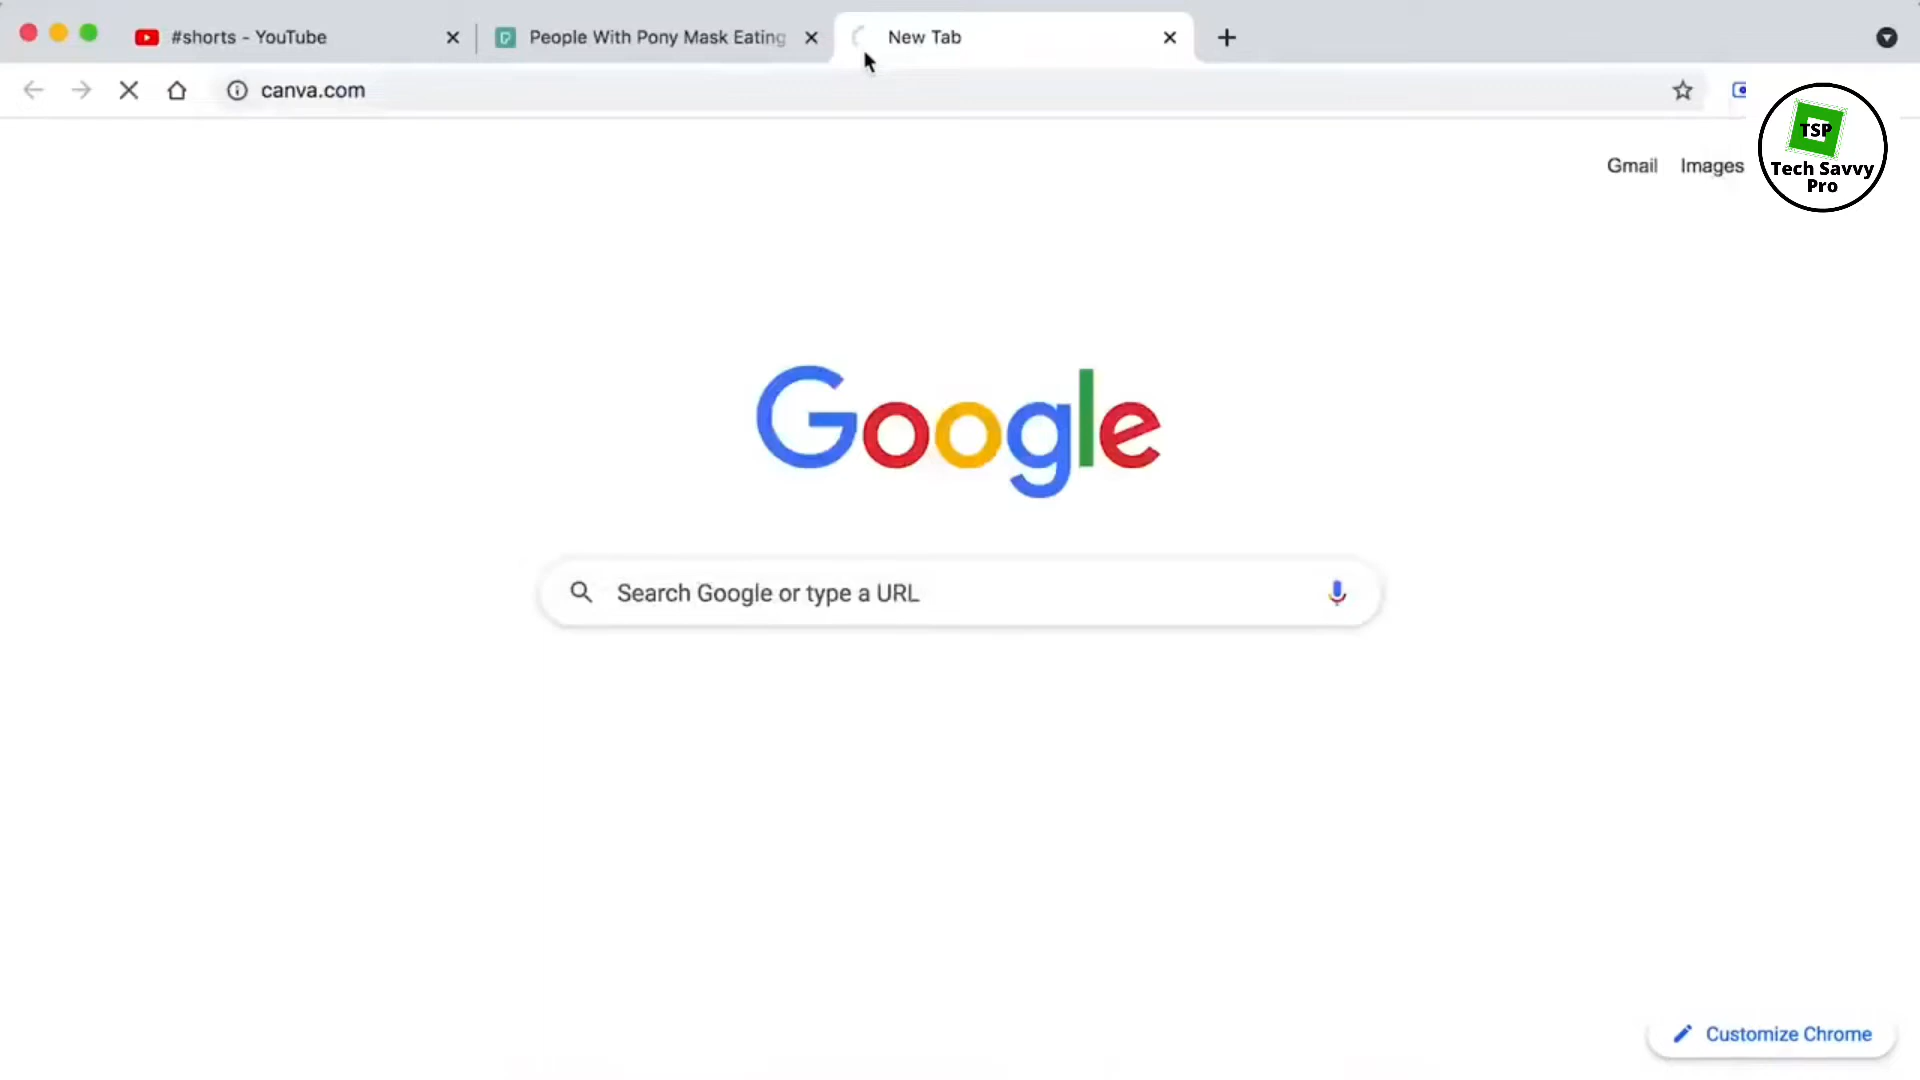 #shorts - YouTube
People With Pony Mask Eating
New Tab
canva.com
TSP
Tech Savvy
Pro
Gmail Images
Google
Search Google or type a URL
Customize Chrome